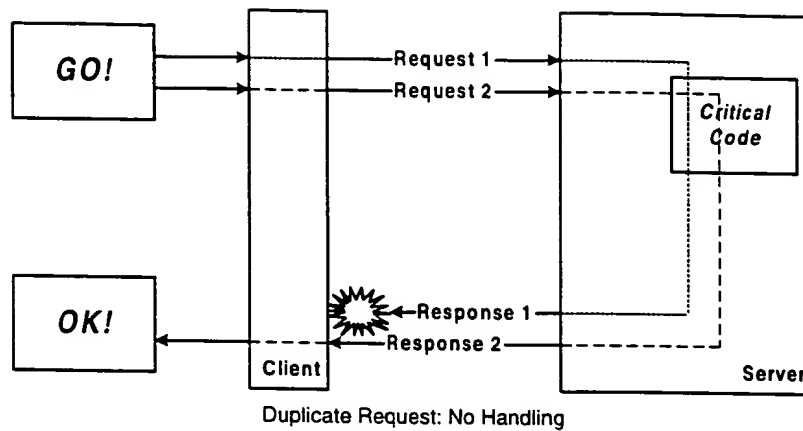 GO!
Request 1
Request 2
Critical
Code
OK!
Response 1
Response 2
Client
Server
Duplicate Request: No Handling